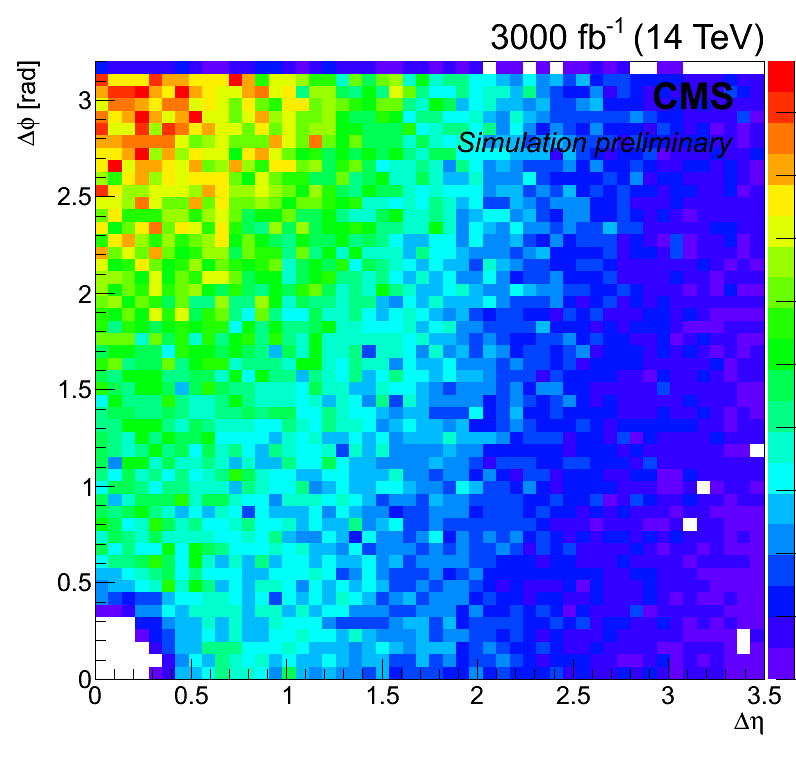 3000 fb-1 (14 TeV)
CMS
Simulation preliminary
Δϕ [rad]
3
2.5
2
1.5
1
0.5
0
0 0.5 1 1.5 2 2.5 3 3.5
Δη